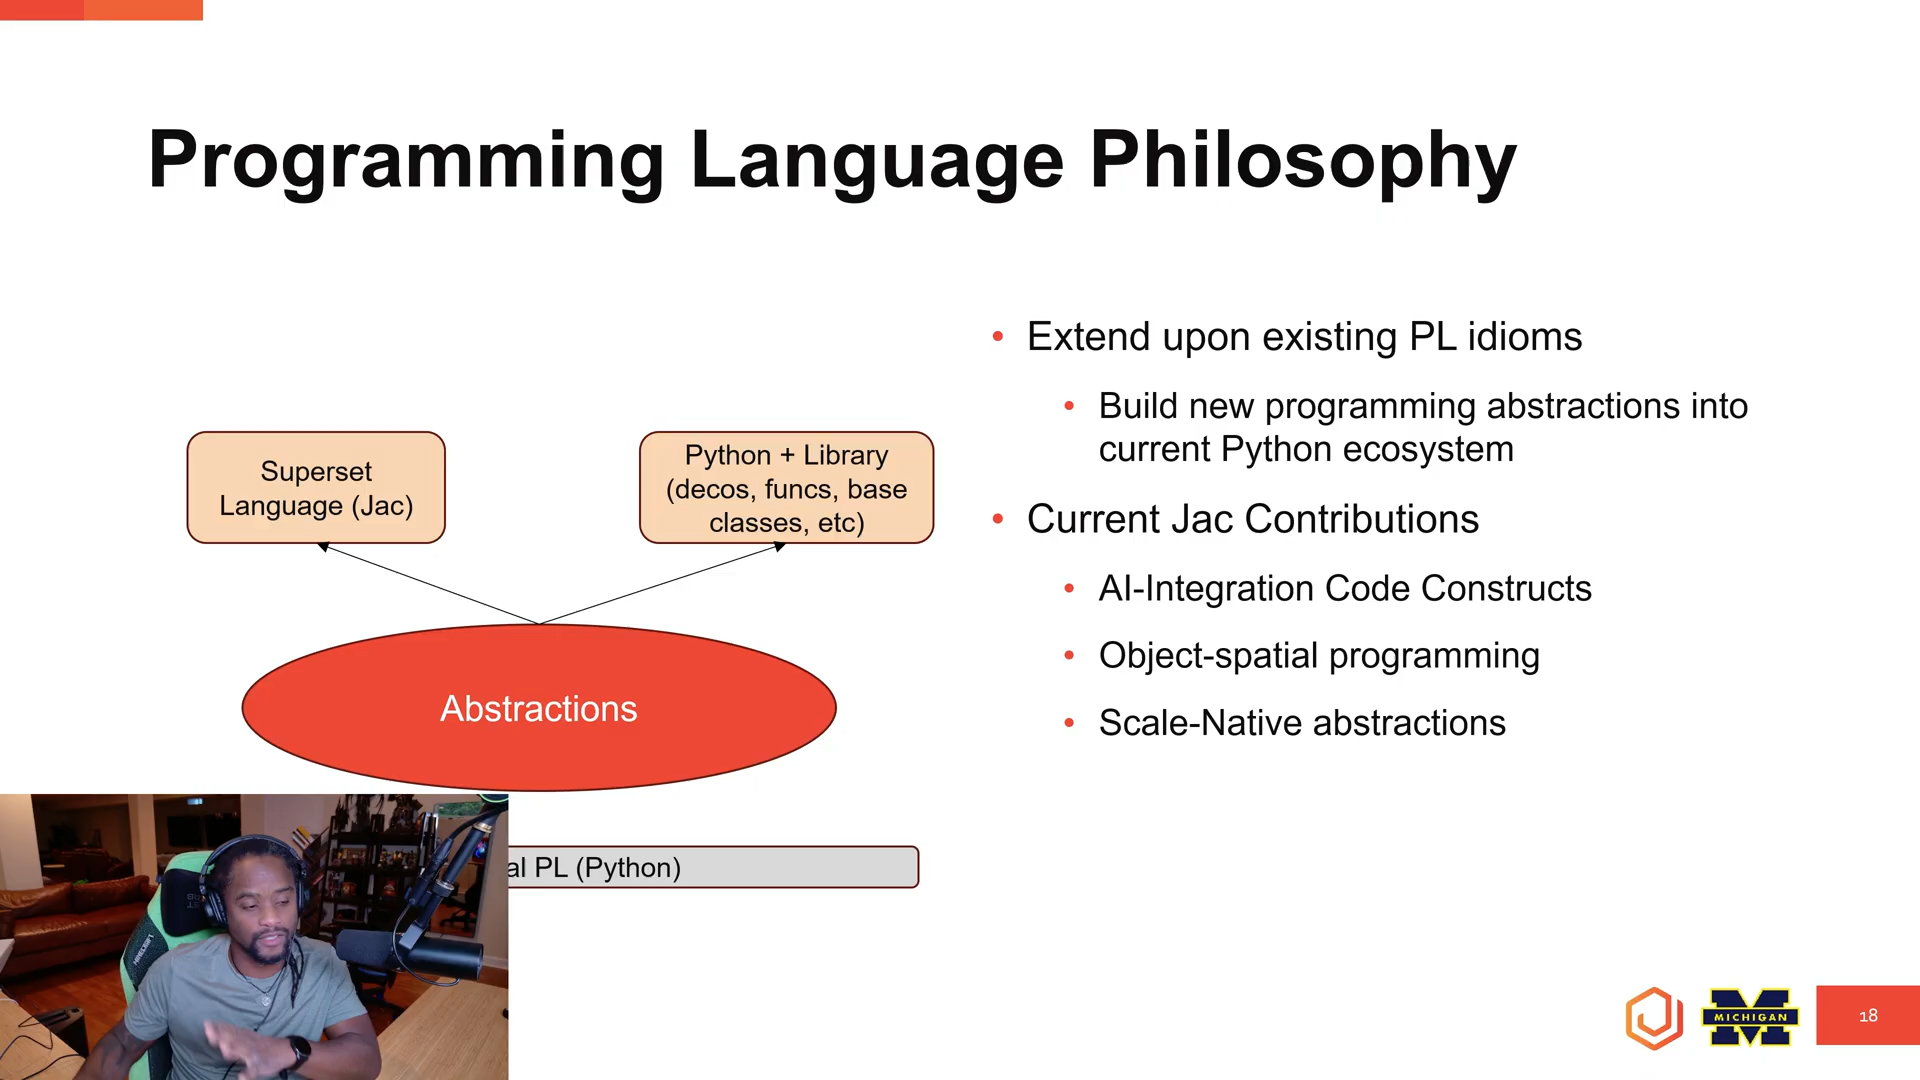 Programming Language Philosophy
Superset
Language (Jac)
Python + Library
(decos, funcs, base
classes, etc)
Abstractions
al PL (Python)
• Extend upon existing PL idioms
• Build new programming abstractions into
current Python ecosystem
• Current Jac Contributions
• AI-Integration Code Constructs
• Object-spatial programming
• Scale-Native abstractions
MICHIGAN
18